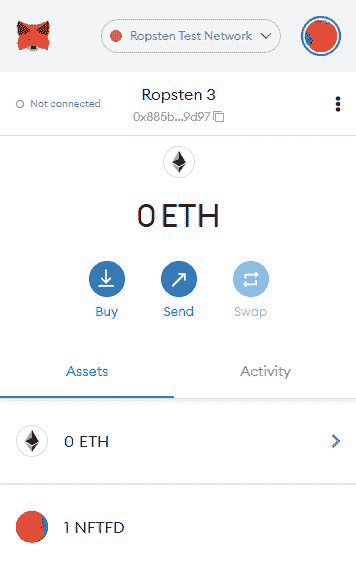 Ropsten Test Network
Not connected
Ropsten 3
0x885b...9d97
0 ETH
Buy Send Swap
Assets Activity
0 ETH
1 NFTFD